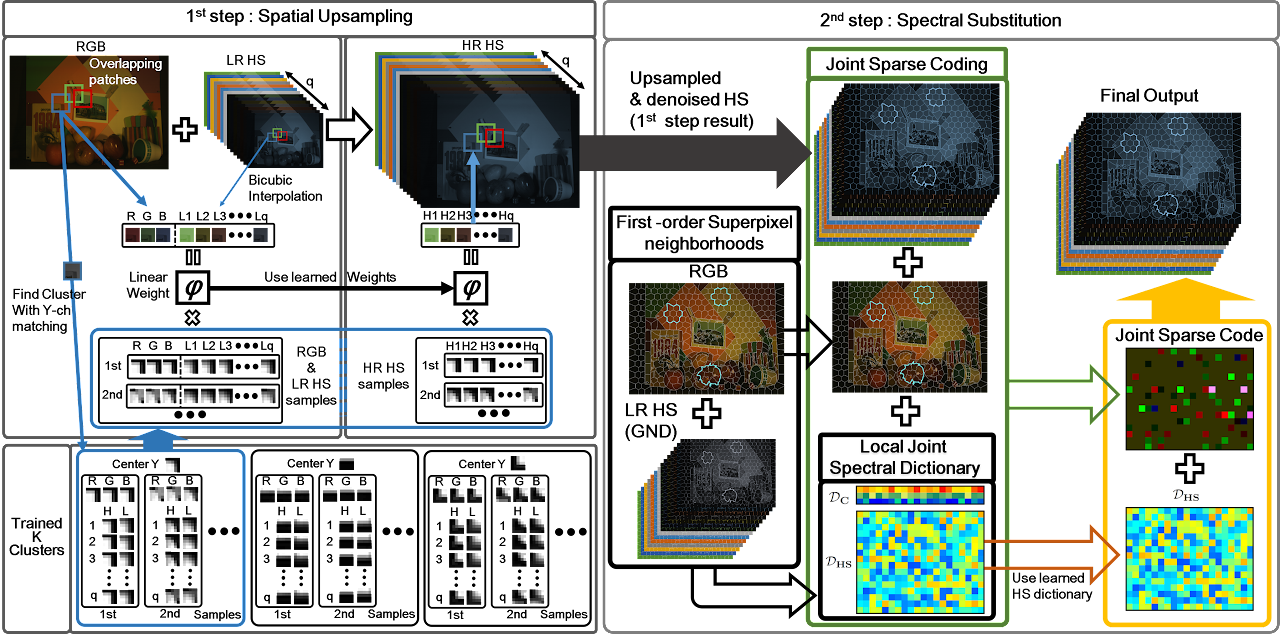 1st step : Spatial Upsampling
RGB
Overlapping
patches
LR HS
q
HR HS
q
Bicubic
Interpolation
R G B L1 L2 L3 ●●●● Lq
H1 H2 H3 ●●●● Hq
Linear
Weight
φ
Use learned Weights
φ
Find Cluster
With Y-ch
matching
R G B L1 L2 L3 ●●●● Lq
1st
2nd
RGB
&
LR HS
samples
HR HS
samples
H1 H2 H3 ●●●● Hq
1st
2nd
Trained
K
Clusters
Center Y
R G B
H L
1
2
3
q
1st
R G B
H L
2nd
Samples
Center Y
R G B
H L
1
2
3
q
1st
R G B
H L
2nd
Samples
Center Y
R G B
H L
1
2
3
q
1st
R G B
H L
2nd
Samples
2nd step : Spectral Substitution
Upsampled
& denoised HS
(1st step result)
Joint Sparse Coding
Final Output
First -order Superpixel
neighborhoods
RGB
LR HS
(GND)
Local Joint
Spectral Dictionary
DC
DHS
Use learned
HS dictionary
Joint Sparse Code
DHS